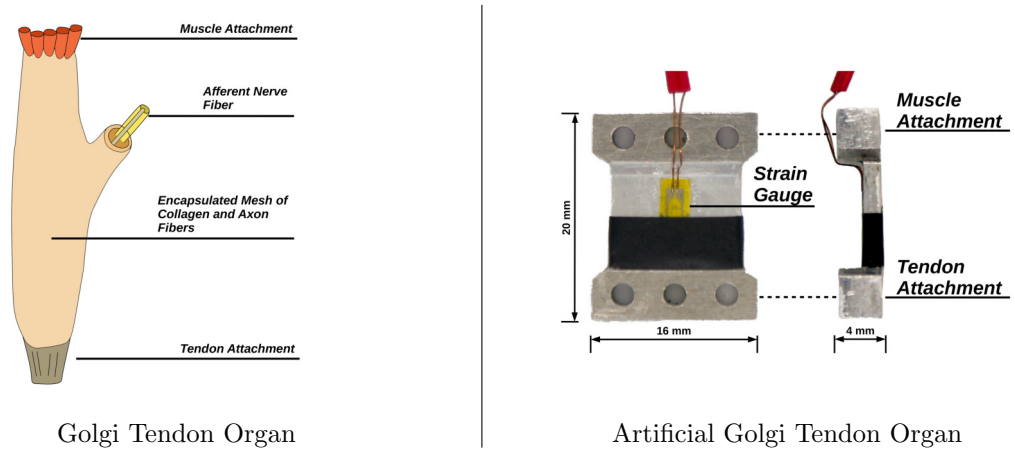 Muscle Attachment
Afferent Nerve
Fiber
Encapsulated Mesh of
Collagen and Axon
Fibers
Tendon Attachment
Golgi Tendon Organ
Muscle
Attachment
Strain
Gauge
20 mm
Tendon
Attachment
16 mm
4 mm
Artificial Golgi Tendon Organ